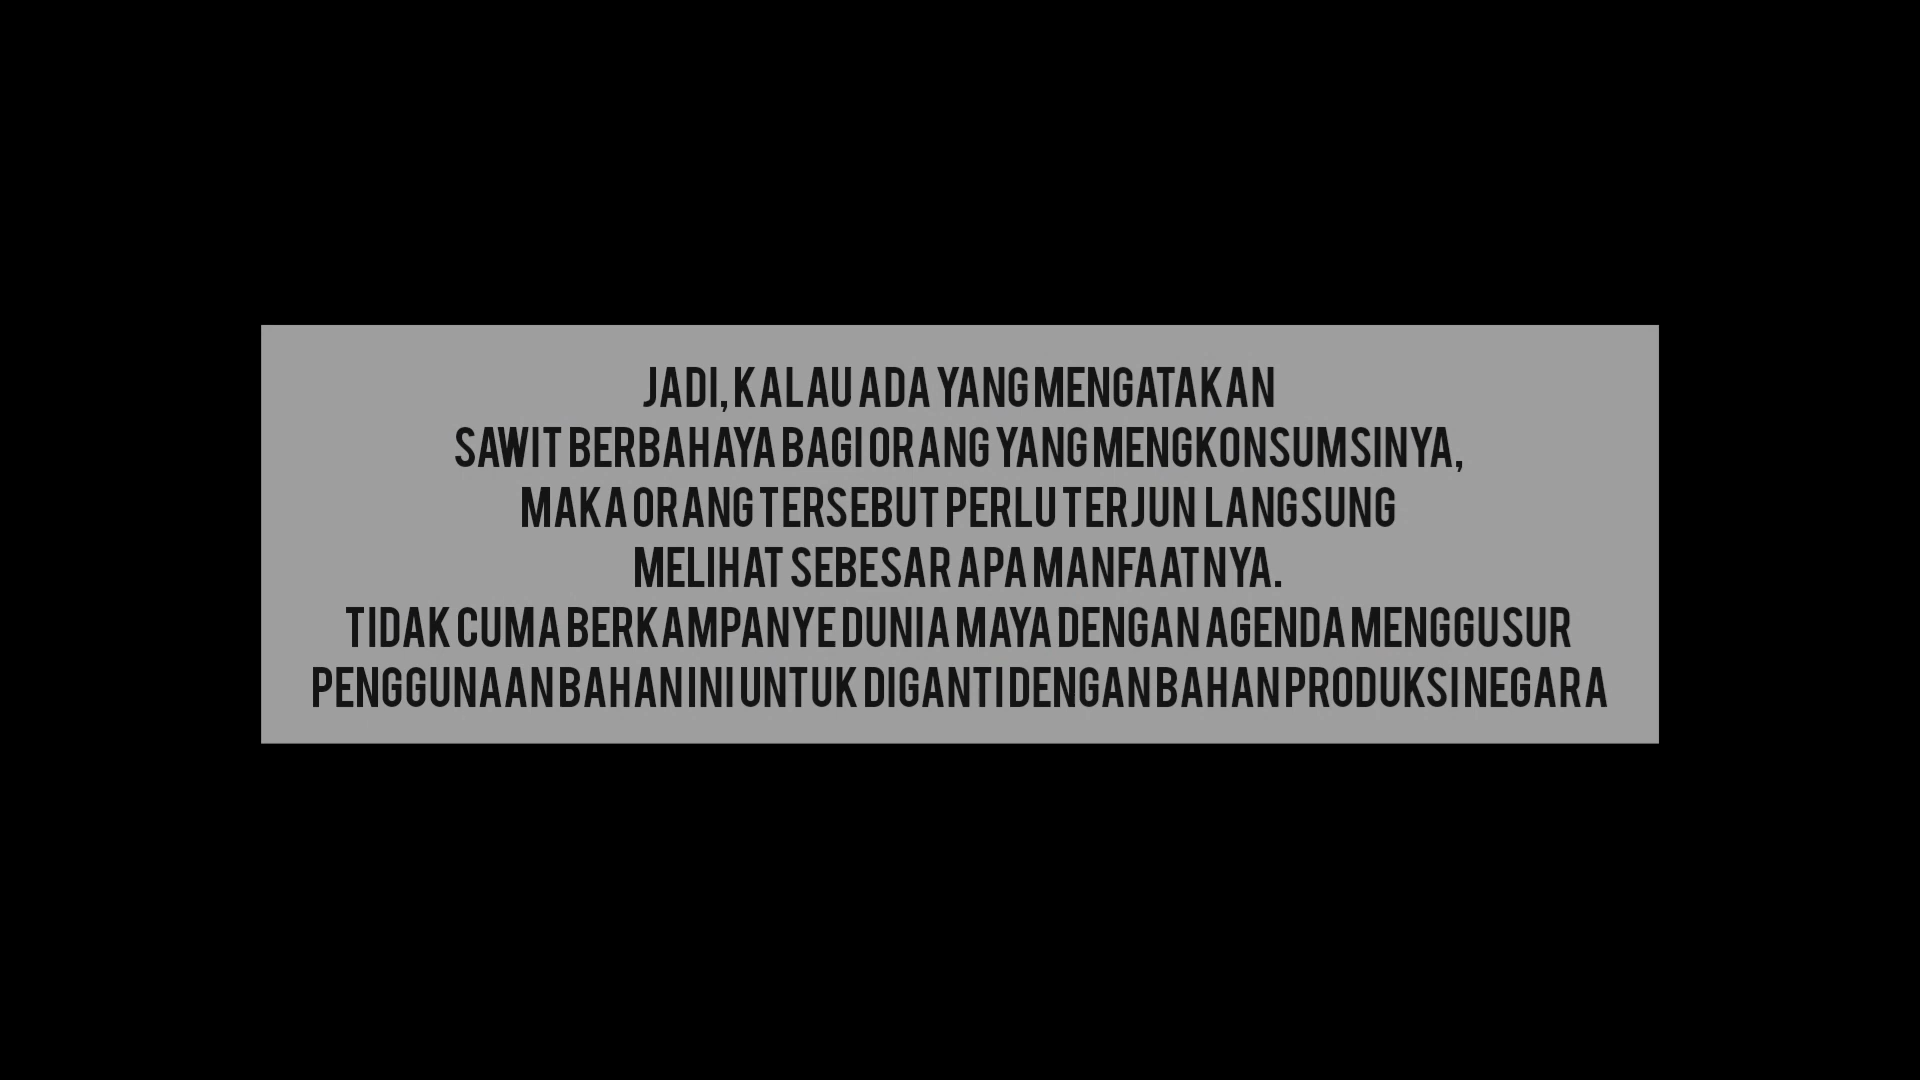 JADI, KALAU ADA YANG MENGATAKAN
SAWIT BERBAHAYA BAGI ORANG YANG MENGKONSUMSINYA,
MAKA ORANG TERSEBUT PERLU TERJUN LANGSUNG
MELIHAT SEBESAR APA MANFAATNYA.
TIDAK CUMA BERKAMPANYE DUNIA MAYA DENGAN AGENDA MENGGUSUR
PENGGUNAAN BAHAN INI UNTUK DIGANTI DENGAN BAHAN PRODUKSI NEGARA